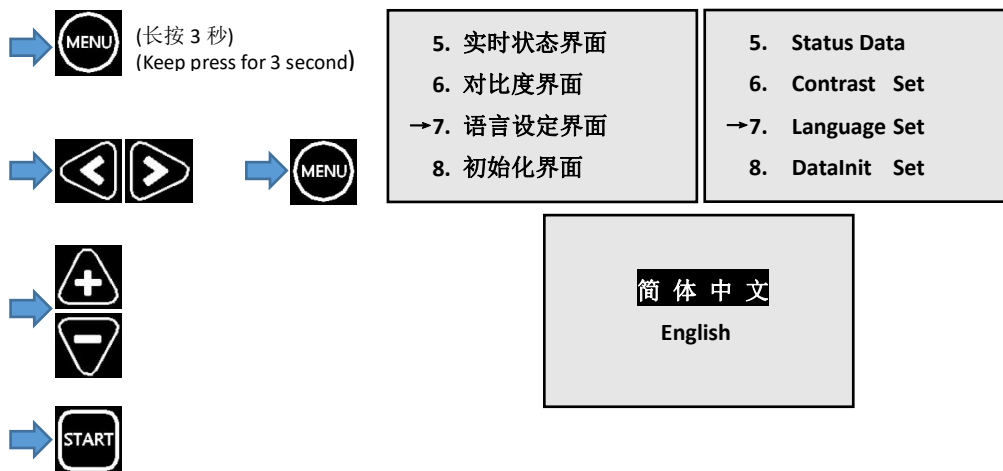 MENU
(长按 3 秒)
(Keep press for 3 second)
5. 实时状态界面
6. 对比度界面
→7. 语言设定界面
8. 初始化界面
5. Status Data
6. Contrast Set
→7. Language Set
8. DataInit Set
MENU
简体中文
English
START